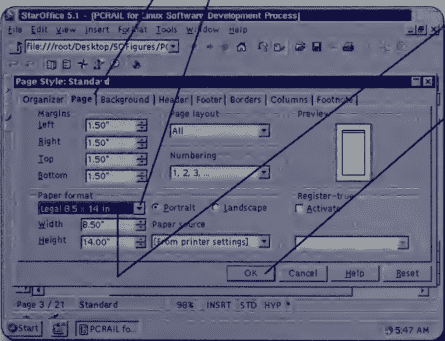 StarOffice 5.1 - [PCRAIL for Linux Software Development Process]
File Edit View Insert Format Tools Window Help
file:///root/Desktop/SGFigures/PC
Page Style: Standard
Organizer Page Background Header Footer Borders Columns Footnote
Margins Page layout Preview
Left 1.50" All
Right 1.50"
Top 1.50" Numbering
Bottom 1.50" 1, 2, 3, ...
Paper format Register-true
Legal 8.5 x 14 in Portrait Landscape Activate
Width 8.50" Paper source
Height 14.00" [From printer settings]
OK Cancel Help Reset
Page 3 / 21 Standard 98% INSRT STD HYP *
Start PCRAIL fo... 5:47 AM